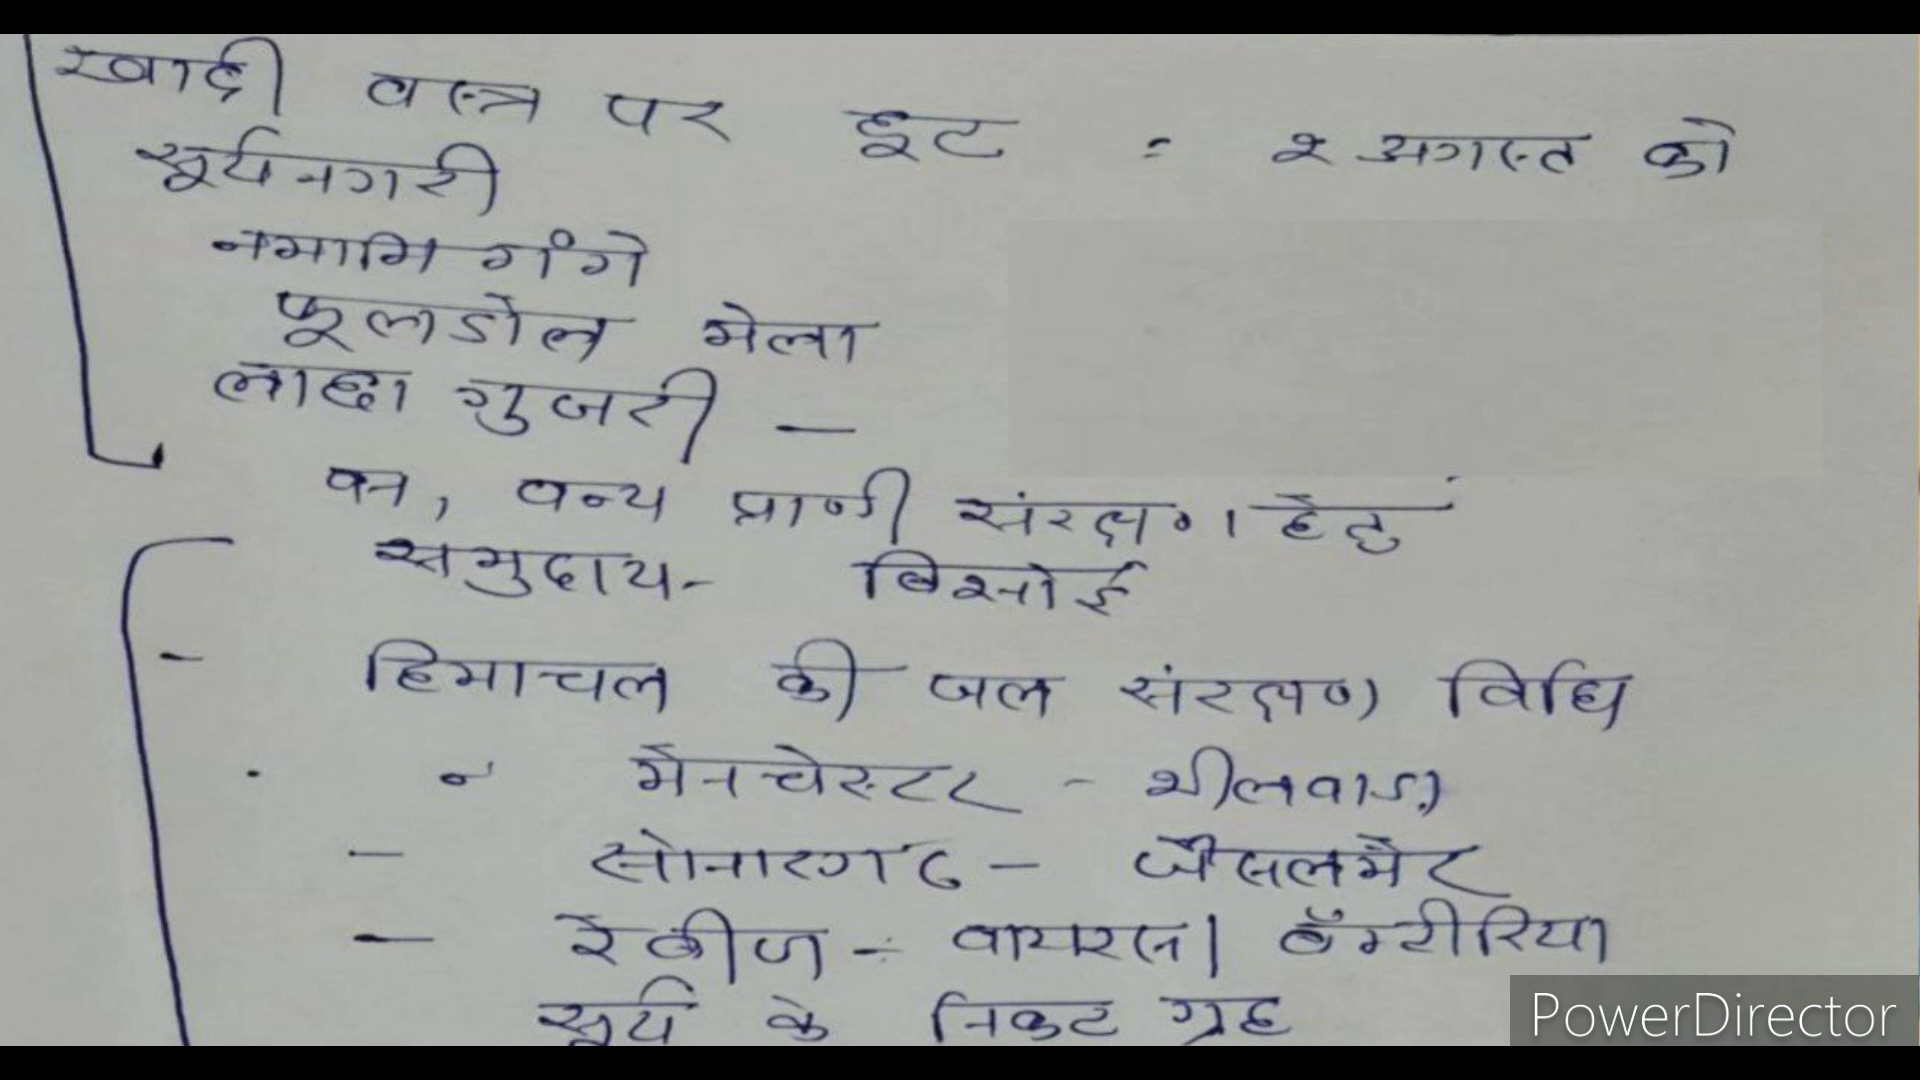 खादी वस्त्र पर छूट : २ अगस्त को
सूर्यनगरी
नमामि गंगे
फूलडोल मेला
लाछा गुजरी —
वन, वन्य प्राणी संरक्षण हेतु
समुदाय- बिश्नोई
- हिमाचल की जल संरक्षण विधि
मैनचेस्टर - भीलवाडा
- सोनारगढ - जैसलमेर
- रेबीज - वायरस। बैक्टीरिया
सूर्य के निकट ग्रह
PowerDirector